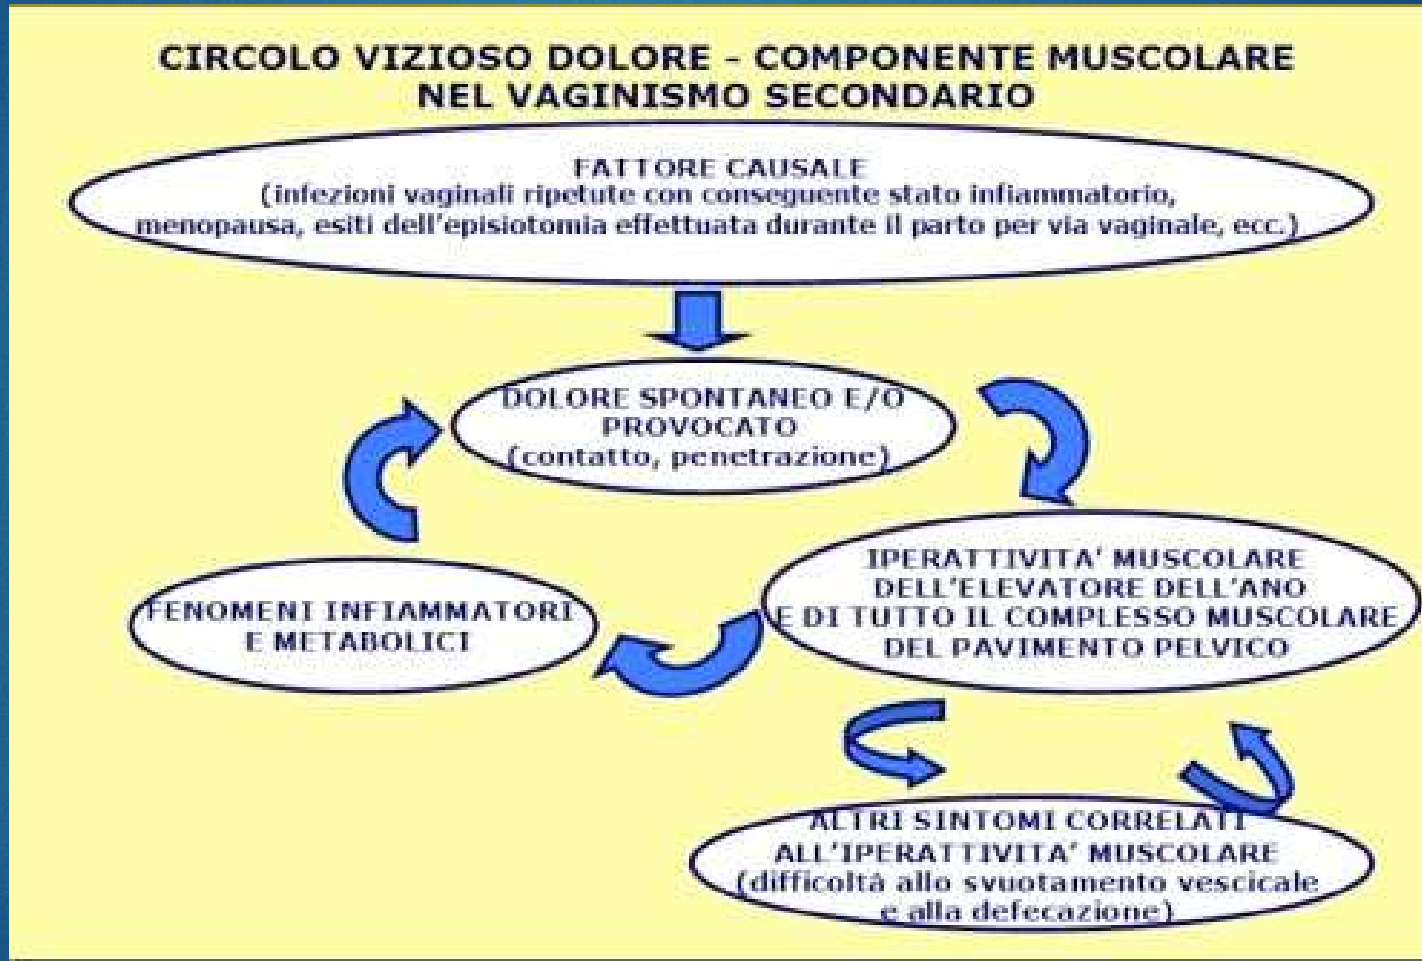 CIRCOLO VIZIOSO DOLORE - COMPONENTE MUSCOLARE
NEL VAGINISMO SECONDARIO
FATTORE CAUSALE
(infezioni vaginali ripetute con conseguente stato infiammatorio,
menopausa, esiti dell'episiotomia effettuata durante il parto per via vaginale, ecc.)
DOLORE SPONTANEO E/O
PROVOCATO
(contatto, penetrazione)
IPERATTIVITA' MUSCOLARE
DELL'ELEVATORE DELL'ANO
E DI TUTTO IL COMPLESSO MUSCOLARE
DEL PAVIMENTO PELVICO
FENOMENI INFIAMMATORI
E METABOLICI
ALTRI SINTOMI CORRELATI
ALL'IPERATTIVITA' MUSCOLARE
(difficoltà allo svuotamento vescicale
e alla defecazione)